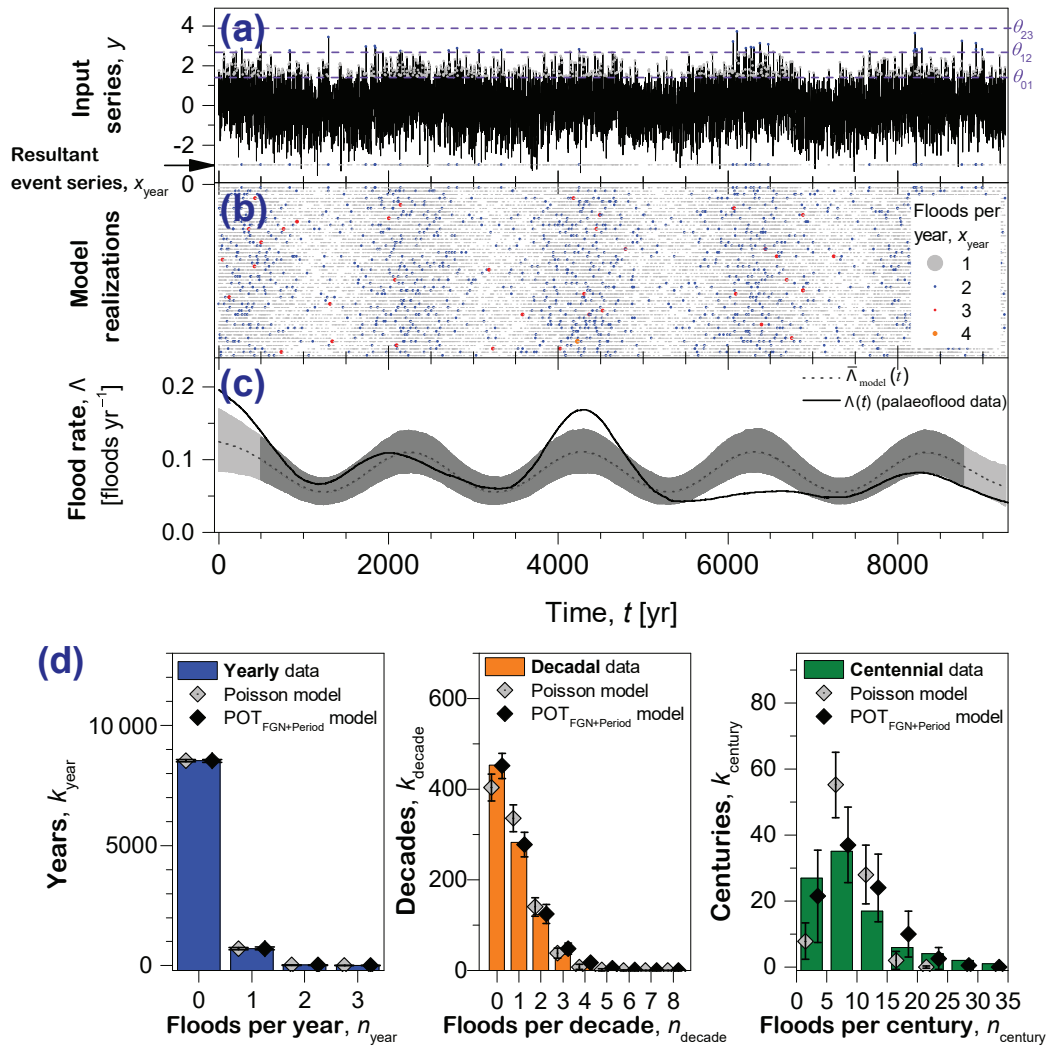 (a)
Input
series, y
4
2
0
-2
θ23
θ12
θ01
Resultant
event series, xyear
(b)
Model
realizations
0
Floods per
year, xyear
1
2
3
4
(c)
Flood rate, Λ
[floods yr−1]
0.2
0.1
0.0
Λ̄model (t)
Λ(t) (palaeoflood data)
0 2000 4000 6000 8000
Time, t [yr]
(d)
Yearly data
Poisson model
POTFGN+Period model
Years, kyear
10 000
5000
0
0 1 2 3
Floods per year, nyear
Decadal data
Poisson model
POTFGN+Period model
Decades, kdecade
600
400
200
0
0 1 2 3 4 5 6 7 8
Floods per decade, ndecade
Centennial data
Poisson model
POTFGN+Period model
Centuries, kcentury
80
60
40
20
0
0 5 10 15 20 25 30 35
Floods per century, ncentury